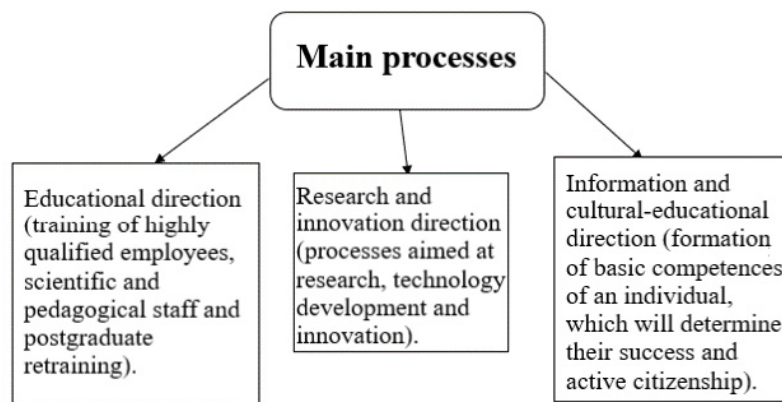 Main processes
Educational direction
(training of highly
qualified employees,
scientific and
pedagogical staff and
postgraduate
retraining).
Research and
innovation direction
(processes aimed at
research, technology
development and
innovation).
Information and
cultural-educational
direction (formation
of basic competences
of an individual,
which will determine
their success and
active citizenship).